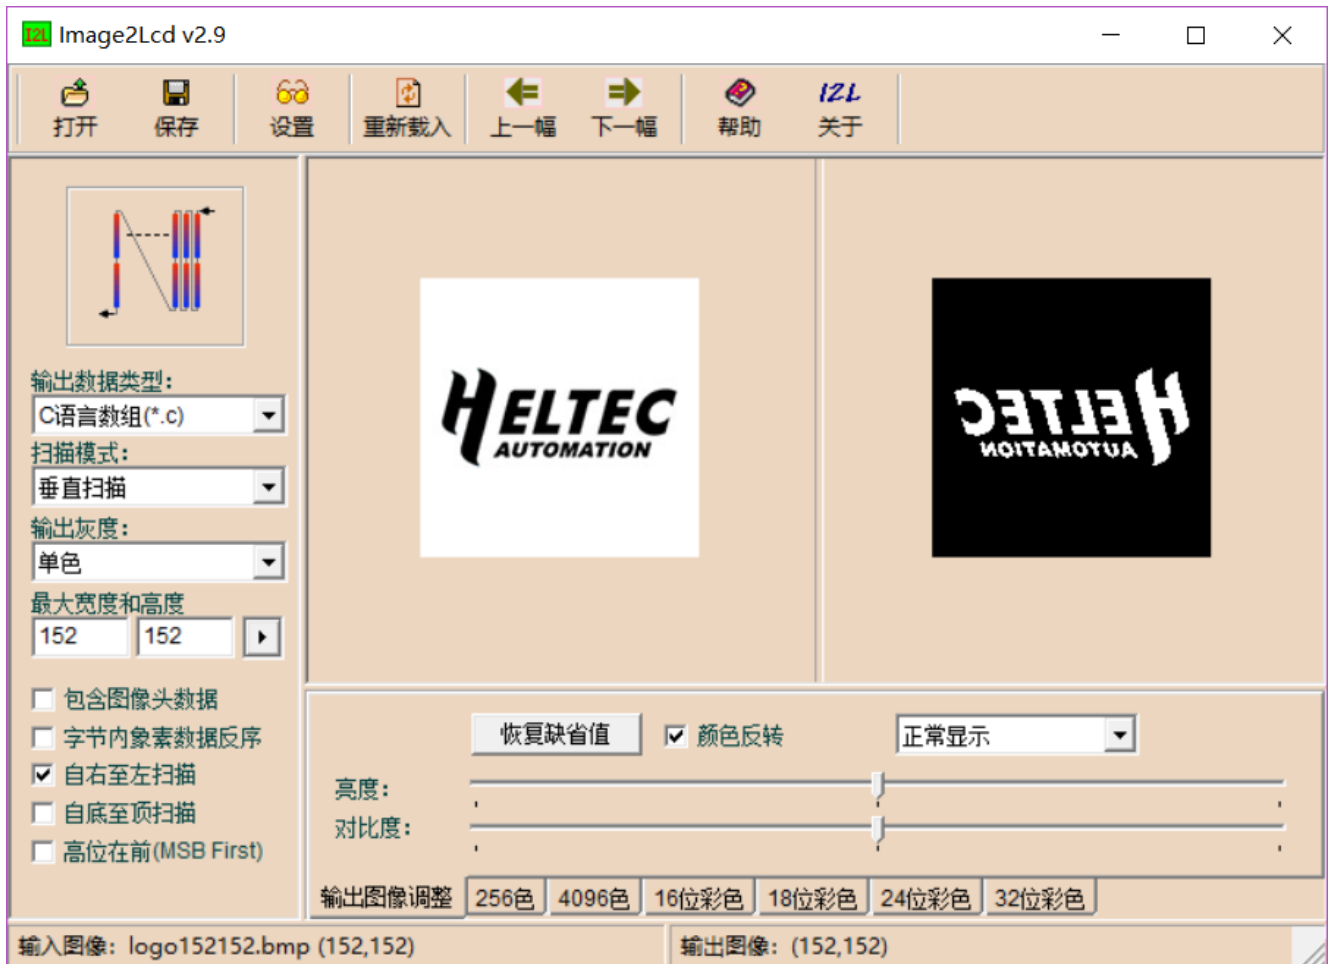 I2L Image2Lcd v2.9
打开 保存 设置 重新载入 上一幅 下一幅 帮助 I2L 关于
输出数据类型:
C语言数组(*.c)
扫描模式:
垂直扫描
输出灰度:
单色
最大宽度和高度
152 152
包含图像头数据
字节内象素数据反序
自右至左扫描
自底至顶扫描
高位在前(MSB First)
HELTEC
AUTOMATION
HELTEC
AUTOMATION
恢复缺省值 颜色反转 正常显示
亮度:
对比度:
输出图像调整 256色 4096色 16位彩色 18位彩色 24位彩色 32位彩色
输入图像: logo152152.bmp (152,152) 输出图像: (152,152)